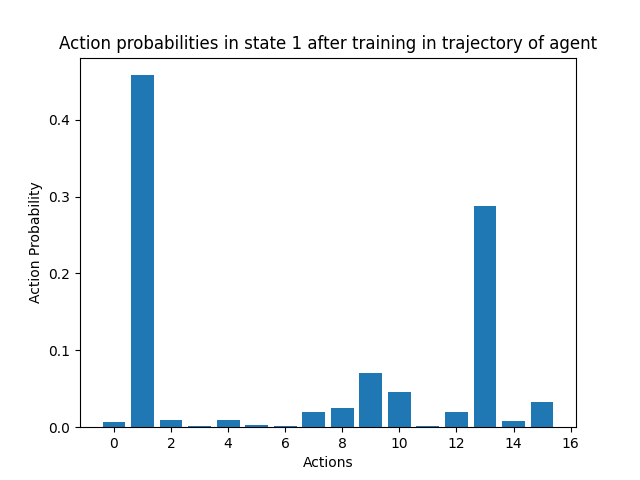 Action probabilities in state 1 after training in trajectory of agent
Action Probability
0.4
0.3
0.2
0.1
0.0
0 2 4 6 8 10 12 14 16
Actions